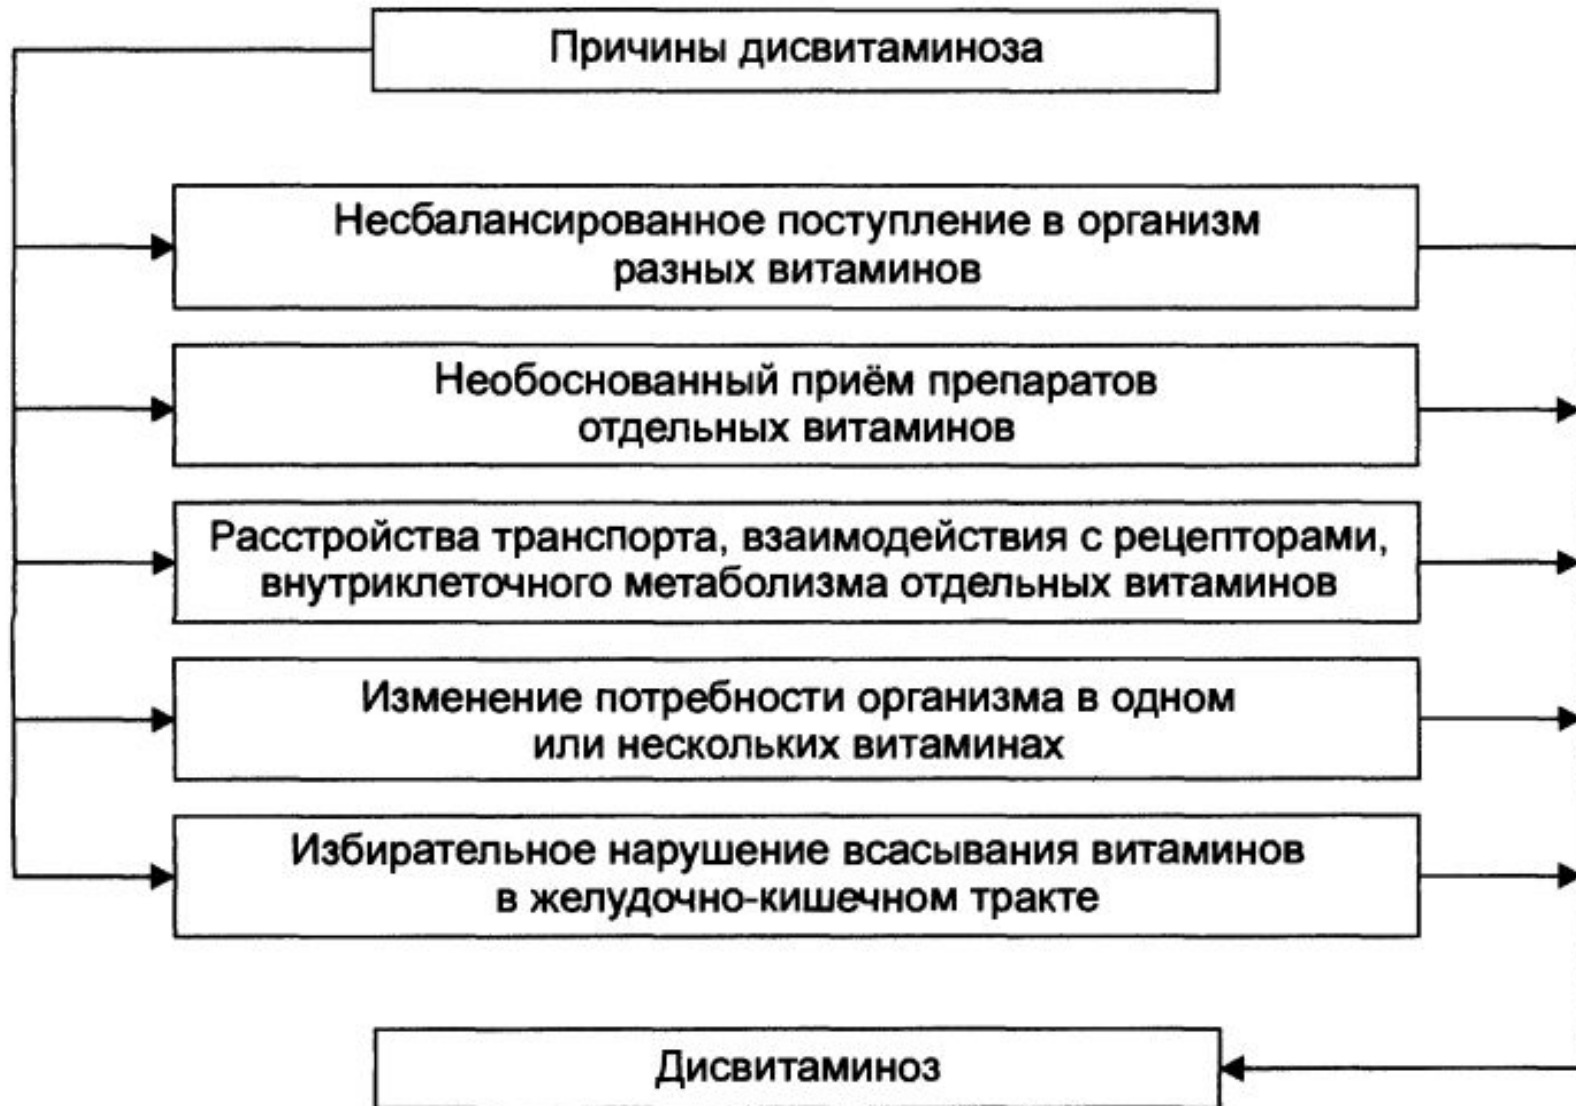 Причины дисвитаминоза
Несбалансированное поступление в организм
разных витаминов
Необоснованный приём препаратов
отдельных витаминов
Расстройства транспорта, взаимодействия с рецепторами,
внутриклеточного метаболизма отдельных витаминов
Изменение потребности организма в одном
или нескольких витаминах
Избирательное нарушение всасывания витаминов
в желудочно-кишечном тракте
Дисвитаминоз